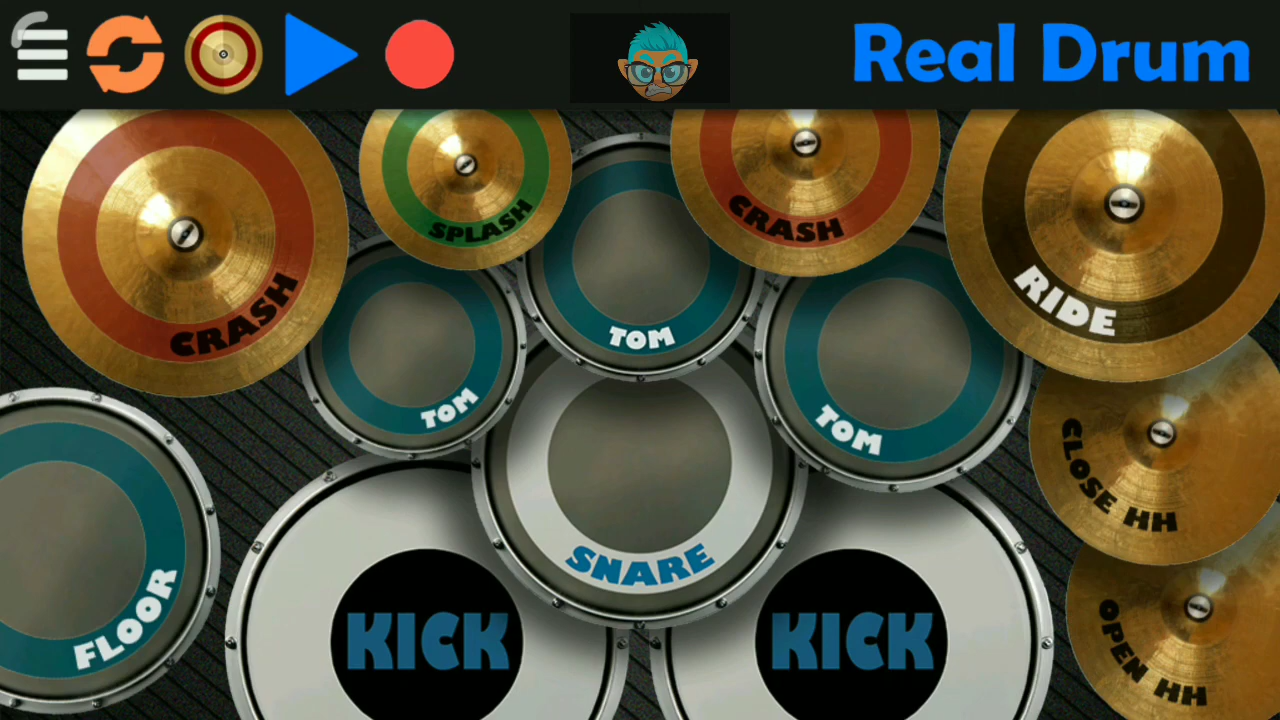 Real Drum
CRASH
SPLASH
CRASH
RIDE
TOM
TOM
TOM
CLOSE HH
SNARE
FLOOR
KICK
KICK
OPEN HH